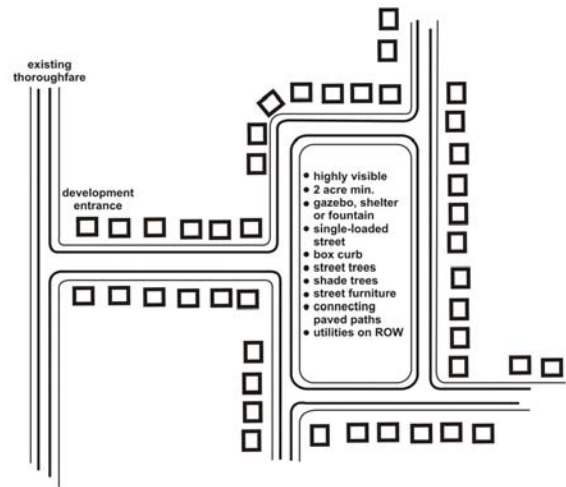 existing
thoroughfare
development
entrance
• highly visible
• 2 acre min.
• gazebo, shelter
or fountain
• single-loaded
street
• box curb
• street trees
• shade trees
• street furniture
• connecting
paved paths
• utilities on ROW